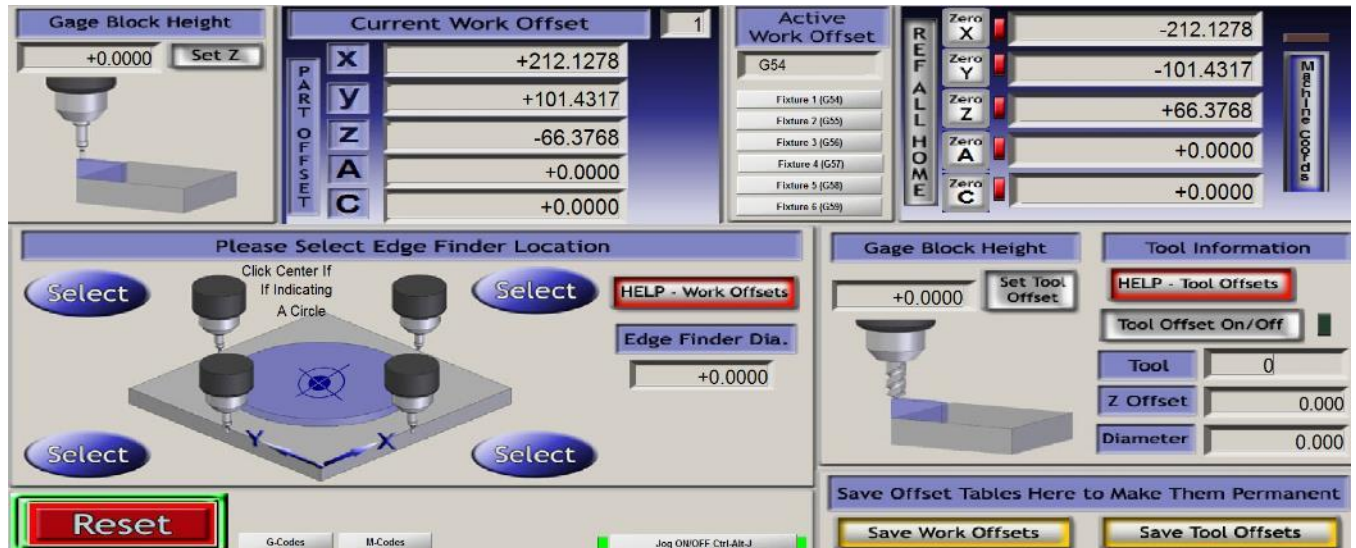 Gage Block Height
+0.0000 Set Z
Current Work Offset 1
PART OFFSET
X +212.1278
y +101.4317
Z -66.3768
A +0.0000
C +0.0000
Active
Work Offset
G54
Fixture 1 (G54)
Fixture 2 (G55)
Fixture 3 (G56)
Fixture 4 (G57)
Fixture 5 (G58)
Fixture 6 (G59)
REF ALL HOME
Zero X -212.1278
Zero Y -101.4317
Zero Z +66.3768
Zero A +0.0000
Zero C +0.0000
Machine Coords
Please Select Edge Finder Location
Select
Click Center If
If Indicating
A Circle
Select
HELP - Work Offsets
Edge Finder Dia.
+0.0000
Y X
Select
Select
Gage Block Height
+0.0000 Set Tool
Offset
Tool Information
HELP - Tool Offsets
Tool Offset On/Off
Tool 0
Z Offset 0.000
Diameter 0.000
Reset
G-Codes M-Codes
Jog ON/OFF Ctrl-Alt-J
Save Offset Tables Here to Make Them Permanent
Save Work Offsets Save Tool Offsets